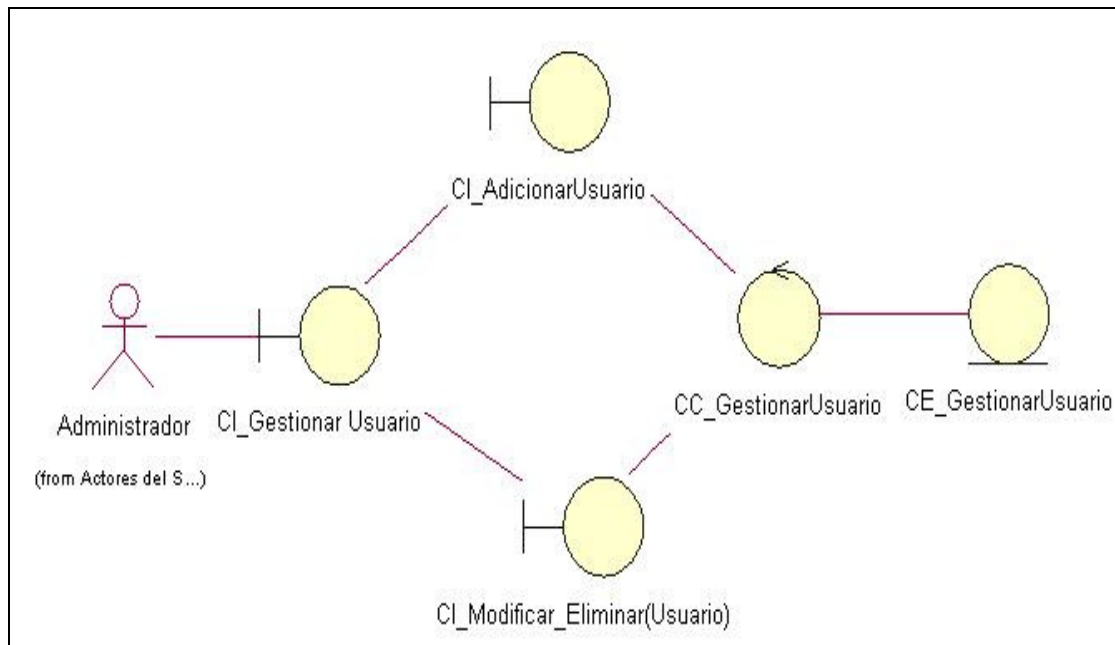 CI_AdicionarUsuario
Administrador
(from Actores del S...)
CI_Gestionar Usuario
CC_GestionarUsuario
CE_GestionarUsuario
CI_Modificar_Eliminar(Usuario)